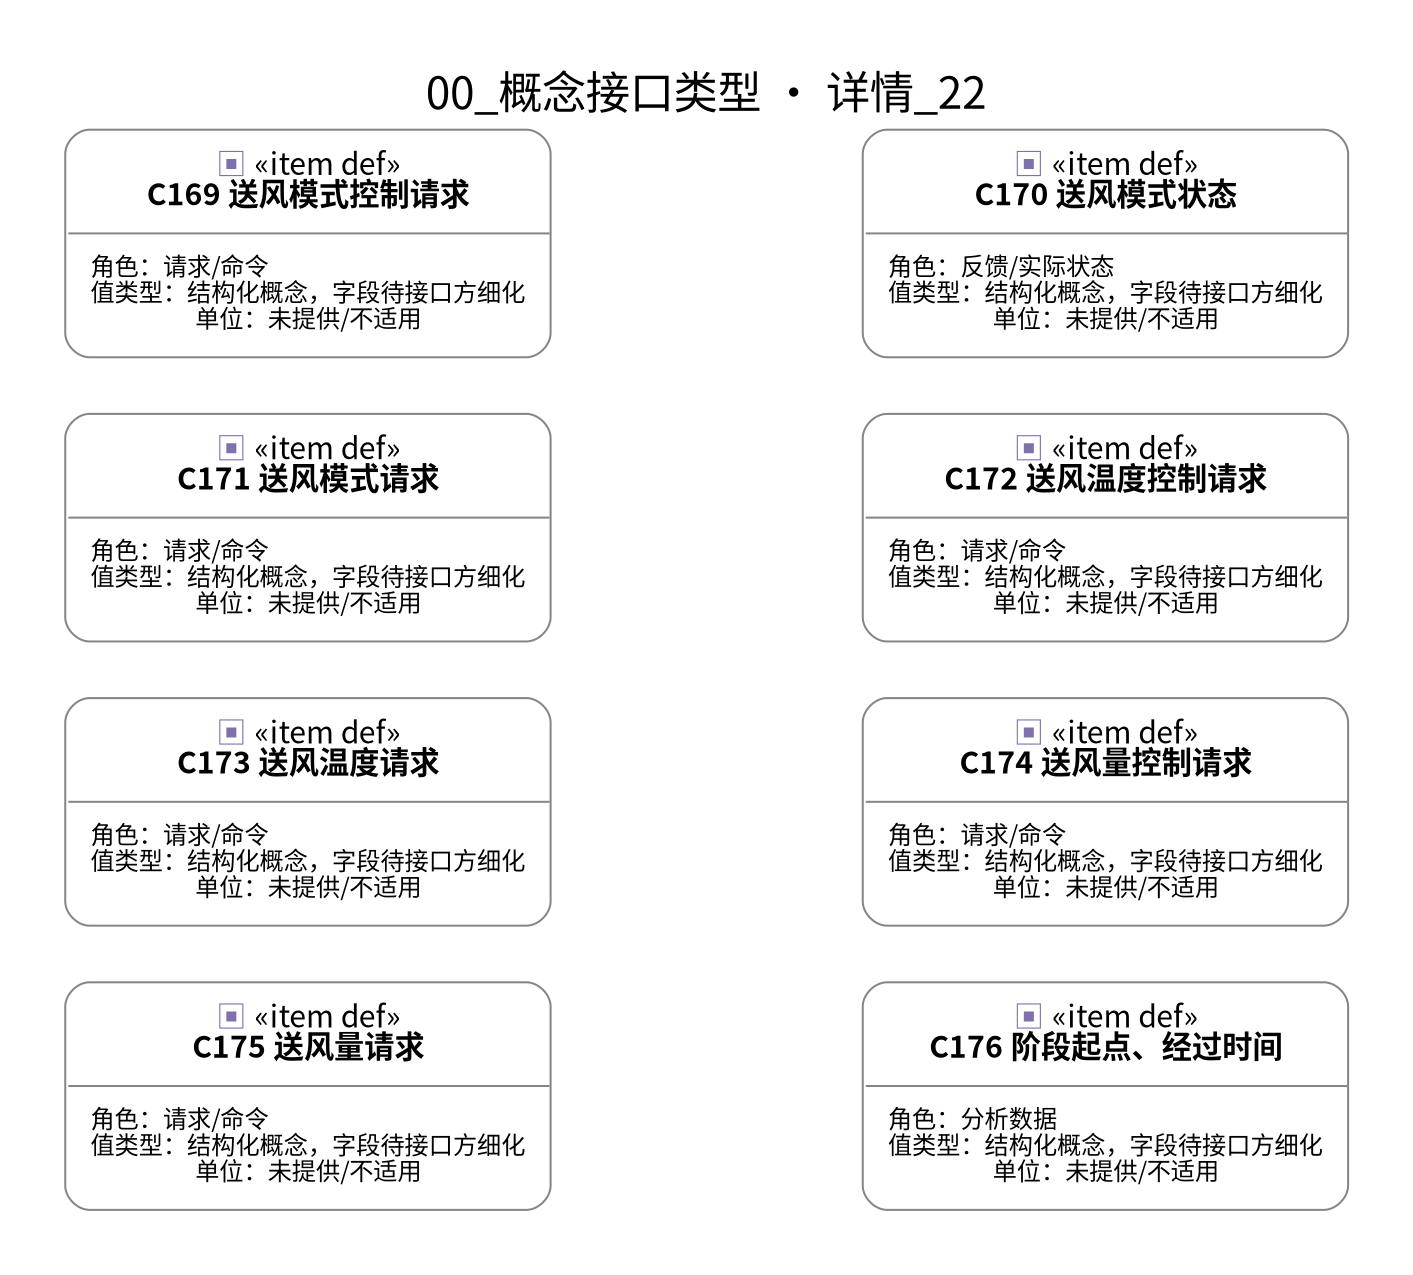 00_概念接口类型 · 详情_22
«item def»
C169 送风模式控制请求
角色：请求/命令
值类型：结构化概念，字段待接口方细化
单位：未提供/不适用
«item def»
C170 送风模式状态
角色：反馈/实际状态
值类型：结构化概念，字段待接口方细化
单位：未提供/不适用
«item def»
C171 送风模式请求
角色：请求/命令
值类型：结构化概念，字段待接口方细化
单位：未提供/不适用
«item def»
C172 送风温度控制请求
角色：请求/命令
值类型：结构化概念，字段待接口方细化
单位：未提供/不适用
«item def»
C173 送风温度请求
角色：请求/命令
值类型：结构化概念，字段待接口方细化
单位：未提供/不适用
«item def»
C174 送风量控制请求
角色：请求/命令
值类型：结构化概念，字段待接口方细化
单位：未提供/不适用
«item def»
C175 送风量请求
角色：请求/命令
值类型：结构化概念，字段待接口方细化
单位：未提供/不适用
«item def»
C176 阶段起点、经过时间
角色：分析数据
值类型：结构化概念，字段待接口方细化
单位：未提供/不适用